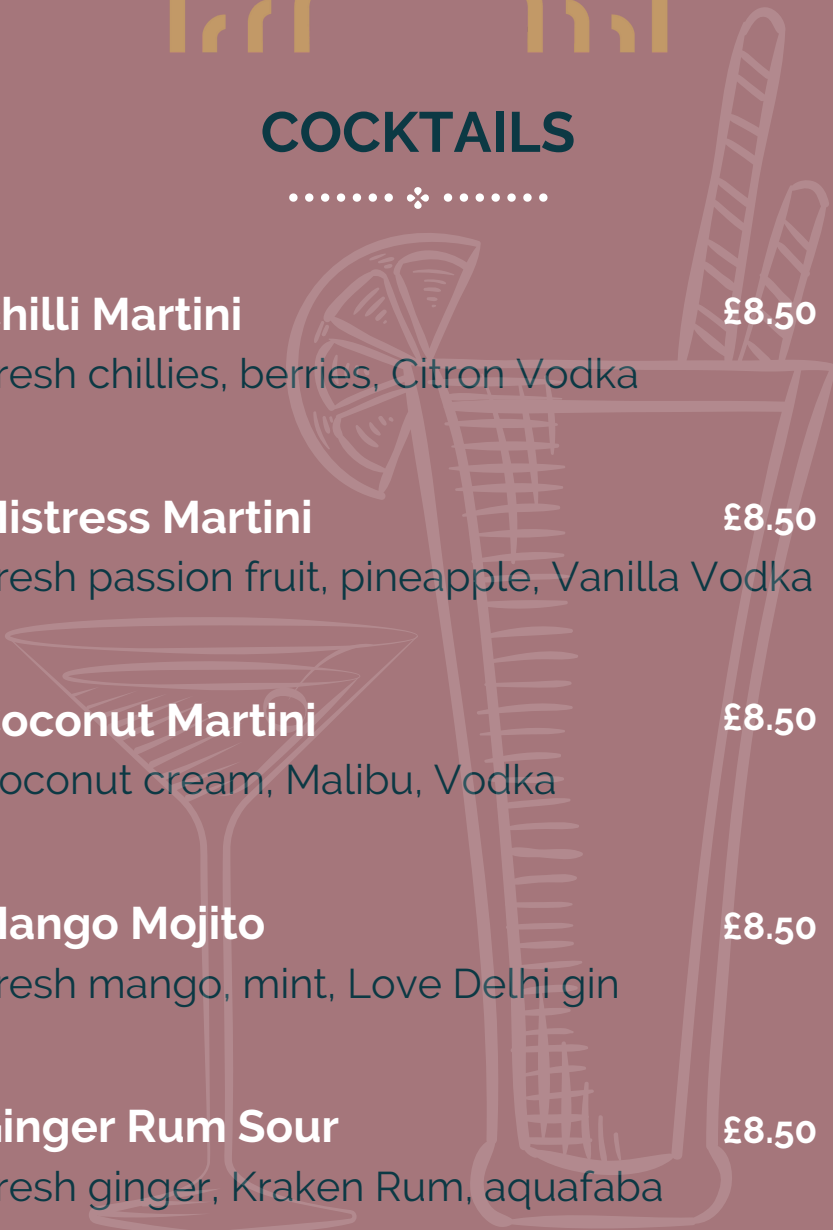 COCKTAILS
hilli Martini £8.50
resh chillies, berries, Citron Vodka
istress Martini £8.50
resh passion fruit, pineapple, Vanilla Vodka
oconut Martini £8.50
oconut cream, Malibu, Vodka
ango Mojito £8.50
resh mango, mint, Love Delhi gin
inger Rum Sour £8.50
resh ginger, Kraken Rum, aquafaba